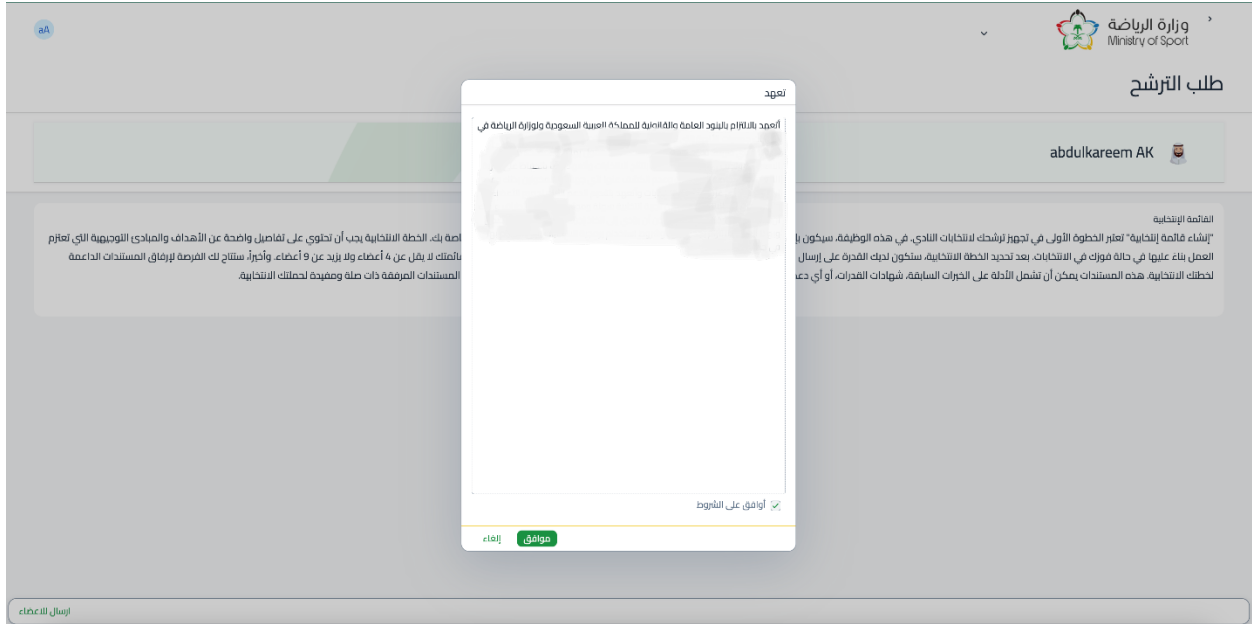 وزارة الرياضة
Ministry of Sport
aA
طلب الترشح
abdulkareem AK
تعهد
أتعهد بالالتزام بالبنود العامة والقانونية للمملكة العربية السعودية ولوزارة الرياضة في
القائمة الإنتخابية
"إنشاء قائمة إنتخابية" تعتبر الخطوة الأولى في تجهيز ترشحك لانتخابات النادي. في هذه الوظيفة، سيكون بك. الخطة الانتخابية يجب أن تحتوي على تفاصيل واضحة عن الأهداف والمبادئ التوجيهية التي تعتزم
العمل بناءً عليها في حالة فوزك في الانتخابات. بعد تحديد الخطة الانتخابية، ستكون لديك القدرة على إرسال لا يقل عن 4 أعضاء ولا يزيد عن 9 أعضاء. وأخيراً، ستتاح لك الفرصة لإرفاق المستندات الداعمة
لخطتك الانتخابية. هذه المستندات يمكن أن تشمل الأدلة على الخبرات السابقة، شهادات القدرات، أو أي المستندات المرفقة ذات صلة ومفيدة لحملتك الانتخابية.
أوافق على الشروط
موافق
إلغاء
ارسال للاعضاء